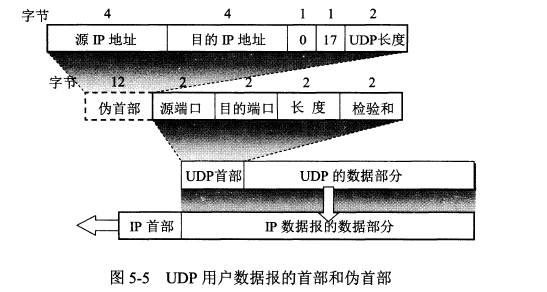 字节 4 4 1 1 2
源 IP 地址 目的 IP 地址 0 17 UDP长度
字节 12 2 2 2 2
伪首部 源端口 目的端口 长 度 检验和
UDP首部 UDP 的数据部分
IP 首部 IP 数据报的数据部分
图 5-5 UDP 用户数据报的首部和伪首部